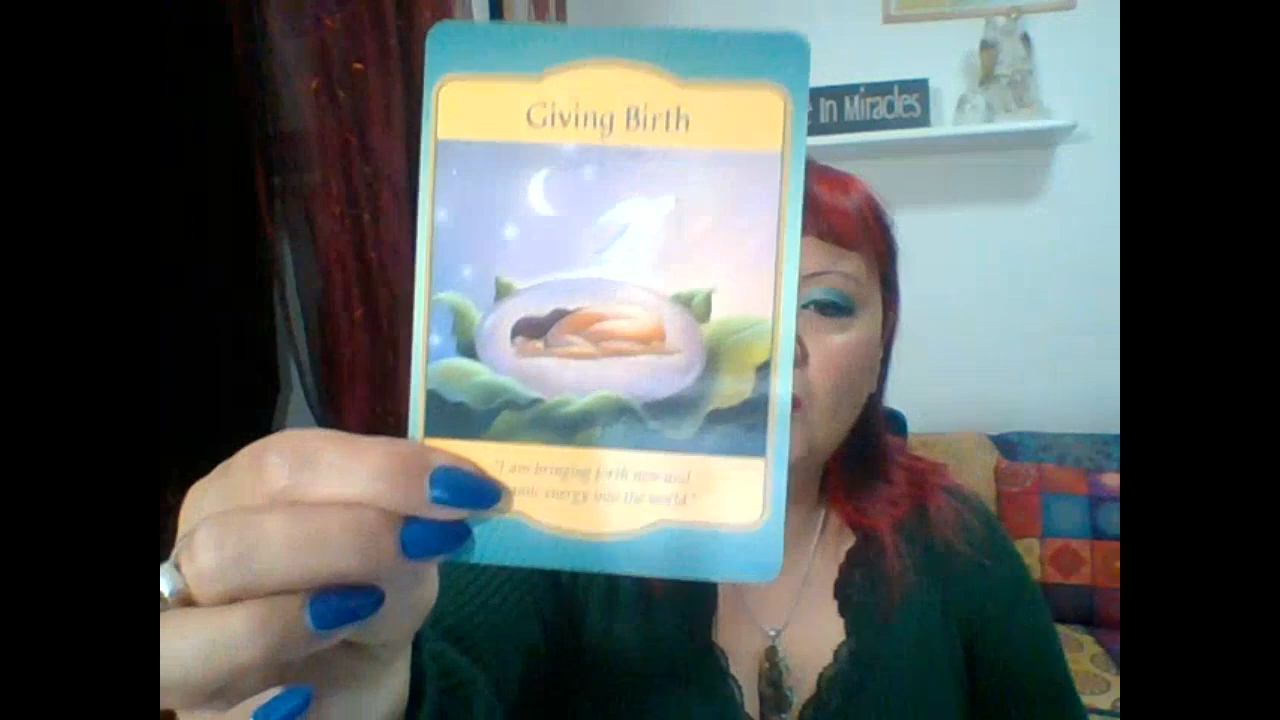 Giving Birth
In Miracles
"I am bringing forth new and
energy into the world."